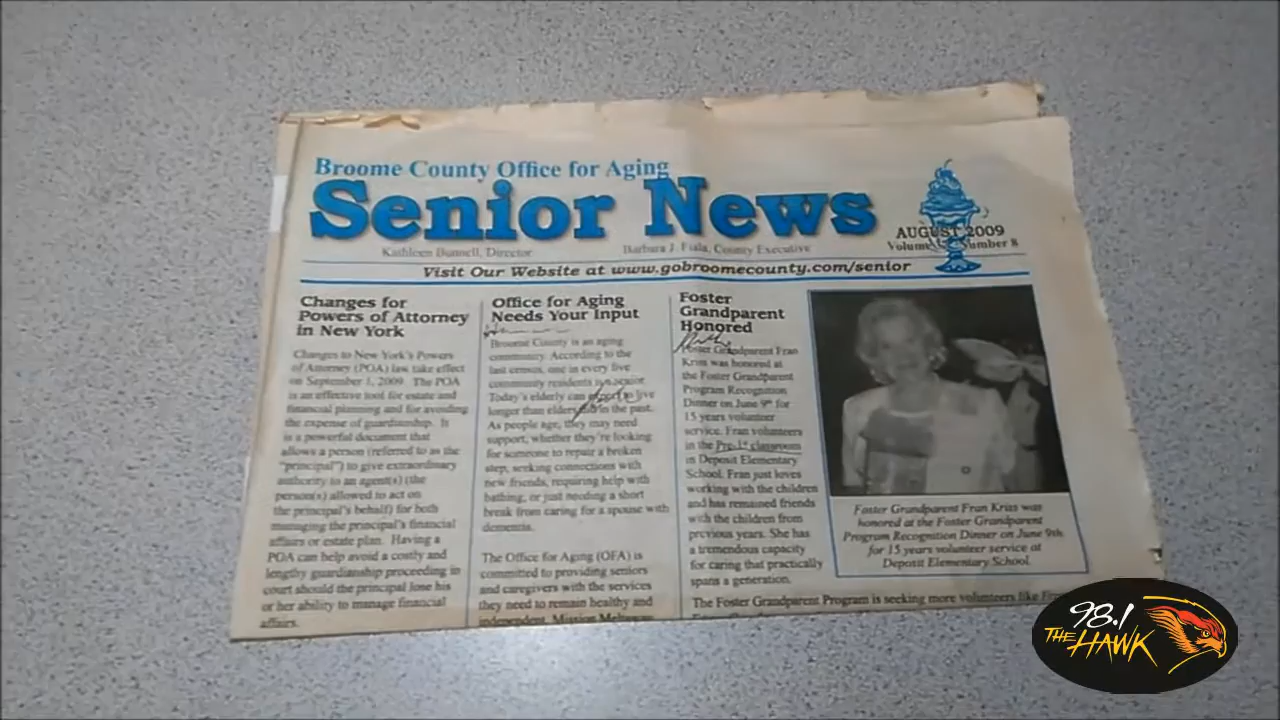 Broome County Office for Aging
Senior News
AUGUST 2009
Kathleen Bunnell, Director
Barbara J. Fiala, County Executive
Volume Number 8
Visit Our Website at www.gobroomecounty.com/senior
Changes for
Powers of Attorney
in New York
Changes to New York's Powers
of Attorney (POA) law take effect
on September 1, 2009. The POA
is an effective tool for estate and
financial planning and for avoiding
the expense of guardianship. It
is a powerful document that
allows a person (referred to as the
"principal") to give extraordinary
authority to an agent(s) (the
person(s) allowed to act on
the principal's behalf) for both
managing the principal's financial
affairs or estate plan. Having a
POA can help avoid a costly and
lengthy guardianship proceeding in
court should the principal lose his
or her ability to manage financial
affairs.
Office for Aging
Needs Your Input
Broome County is an aging
community. According to the
last census, one in every five
community residents is a senior.
Today's elderly can expect to live
longer than elders did in the past.
As people age, they may need
support, whether they're looking
for someone to repair a broken
step, seeking connections with
new friends, requiring help with
bathing, or just needing a short
break from caring for a spouse with
dementia.
The Office for Aging (OFA) is
committed to providing seniors
and caregivers with the services
they need to remain healthy and
independent. Mission
Foster
Grandparent
Honored
Foster Grandparent Fran
Kriss was honored at
the Foster Grandparent
Program Recognition
Dinner on June 9th for
15 years volunteer
service. Fran volunteers
in the Pre-1st classroom
in Deposit Elementary
School. Fran just loves
working with the children
and has remained friends
with the children from
previous years. She has
a tremendous capacity
for caring that practically
spans a generation.
The Foster Grandparent Program is seeking more volunteers like
Foster Grandparent Fran Kriss was
honored at the Foster Grandparent
Program Recognition Dinner on June 9th
for 15 years volunteer service at
Deposit Elementary School.
98.1
THE HAWK